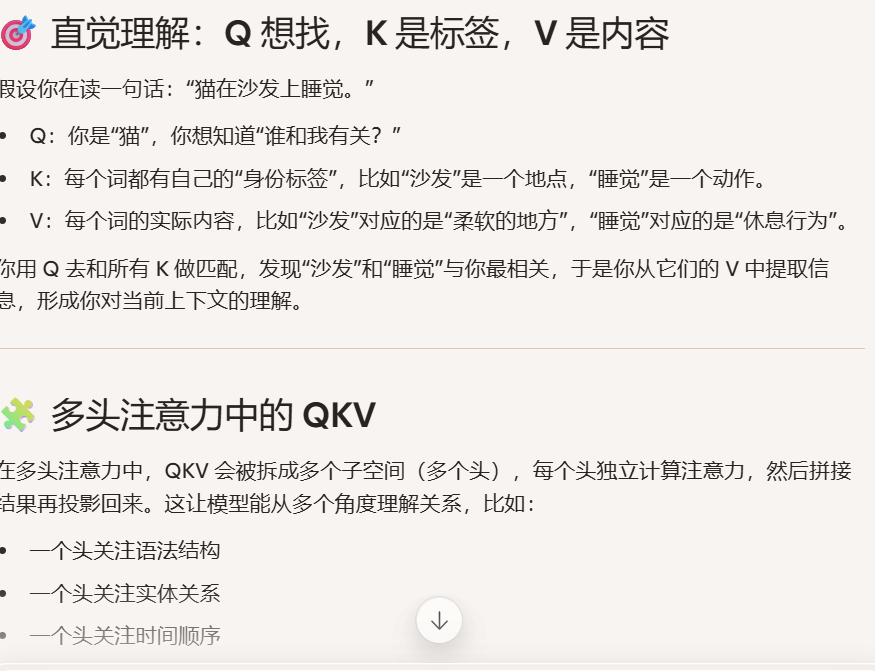 🎯 直觉理解：Q 想找，K 是标签，V 是内容
假设你在读一句话：“猫在沙发上睡觉。”
• Q：你是“猫”，你想知道“谁和我有关？”
• K：每个词都有自己的“身份标签”，比如“沙发”是一个地点，“睡觉”是一个动作。
• V：每个词的实际内容，比如“沙发”对应的是“柔软的地方”，“睡觉”对应的是“休息行为”。
你用 Q 去和所有 K 做匹配，发现“沙发”和“睡觉”与你最相关，于是你从它们的 V 中提取信
息，形成你对当前上下文的理解。
🧩 多头注意力中的 QKV
在多头注意力中，QKV 会被拆成多个子空间（多个头），每个头独立计算注意力，然后拼接
结果再投影回来。这让模型能从多个角度理解关系，比如：
• 一个头关注语法结构
• 一个头关注实体关系
• 一个头关注时间顺序